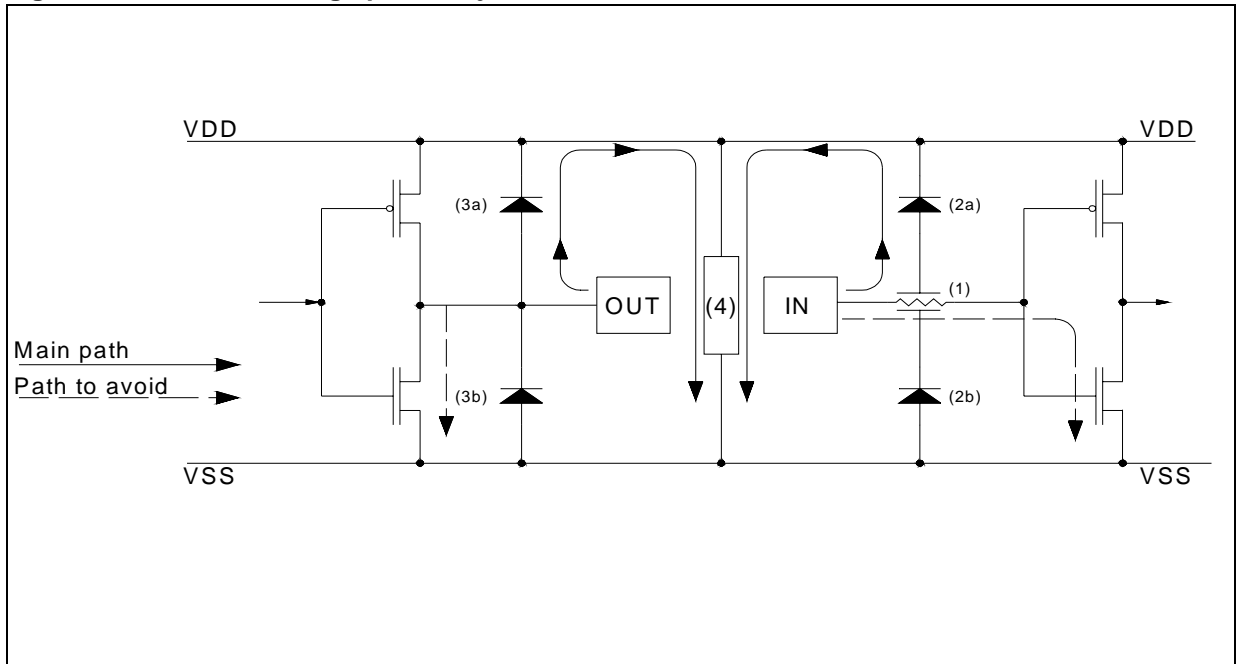 VDD
VDD
(3a)
(2a)
(1)
OUT
(4)
IN
Main path
Path to avoid
(3b)
(2b)
VSS
VSS